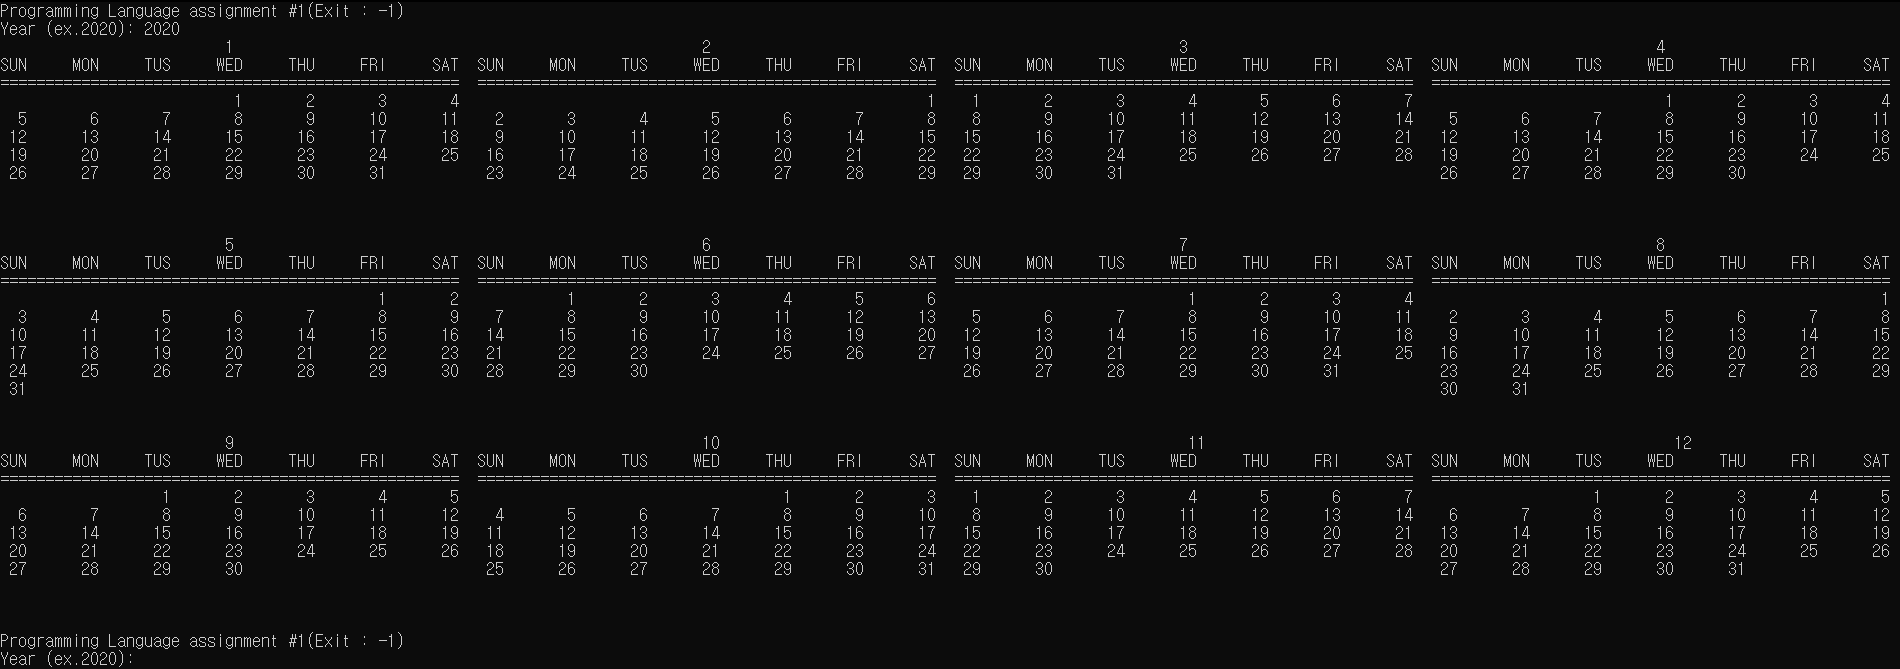 Programming Language assignment #1(Exit : -1)
Year (ex.2020): 2020
1 2 3 4
SUN MON TUS WED THU FRI SAT SUN MON TUS WED THU FRI SAT SUN MON TUS WED THU FRI SAT SUN MON TUS WED THU FRI SAT
=================================================== =================================================== =================================================== ===================================================
1 2 3 4 1 1 2 3 4 5 6 7 1 2 3 4
5 6 7 8 9 10 11 2 3 4 5 6 7 8 8 9 10 11 12 13 14 5 6 7 8 9 10 11
12 13 14 15 16 17 18 9 10 11 12 13 14 15 15 16 17 18 19 20 21 12 13 14 15 16 17 18
19 20 21 22 23 24 25 16 17 18 19 20 21 22 22 23 24 25 26 27 28 19 20 21 22 23 24 25
26 27 28 29 30 31 23 24 25 26 27 28 29 29 30 31 26 27 28 29 30
5 6 7 8
SUN MON TUS WED THU FRI SAT SUN MON TUS WED THU FRI SAT SUN MON TUS WED THU FRI SAT SUN MON TUS WED THU FRI SAT
=================================================== =================================================== =================================================== ===================================================
1 2 1 2 3 4 5 6 1 2 3 4 1
3 4 5 6 7 8 9 7 8 9 10 11 12 13 5 6 7 8 9 10 11 2 3 4 5 6 7 8
10 11 12 13 14 15 16 14 15 16 17 18 19 20 12 13 14 15 16 17 18 9 10 11 12 13 14 15
17 18 19 20 21 22 23 21 22 23 24 25 26 27 19 20 21 22 23 24 25 16 17 18 19 20 21 22
24 25 26 27 28 29 30 28 29 30 26 27 28 29 30 31 23 24 25 26 27 28 29
31 30 31
9 10 11 12
SUN MON TUS WED THU FRI SAT SUN MON TUS WED THU FRI SAT SUN MON TUS WED THU FRI SAT SUN MON TUS WED THU FRI SAT
=================================================== =================================================== =================================================== ===================================================
1 2 3 4 5 1 2 3 1 2 3 4 5 6 7 1 2 3 4 5
6 7 8 9 10 11 12 4 5 6 7 8 9 10 8 9 10 11 12 13 14 6 7 8 9 10 11 12
13 14 15 16 17 18 19 11 12 13 14 15 16 17 15 16 17 18 19 20 21 13 14 15 16 17 18 19
20 21 22 23 24 25 26 18 19 20 21 22 23 24 22 23 24 25 26 27 28 20 21 22 23 24 25 26
27 28 29 30 25 26 27 28 29 30 31 29 30 27 28 29 30 31
Programming Language assignment #1(Exit : -1)
Year (ex.2020):